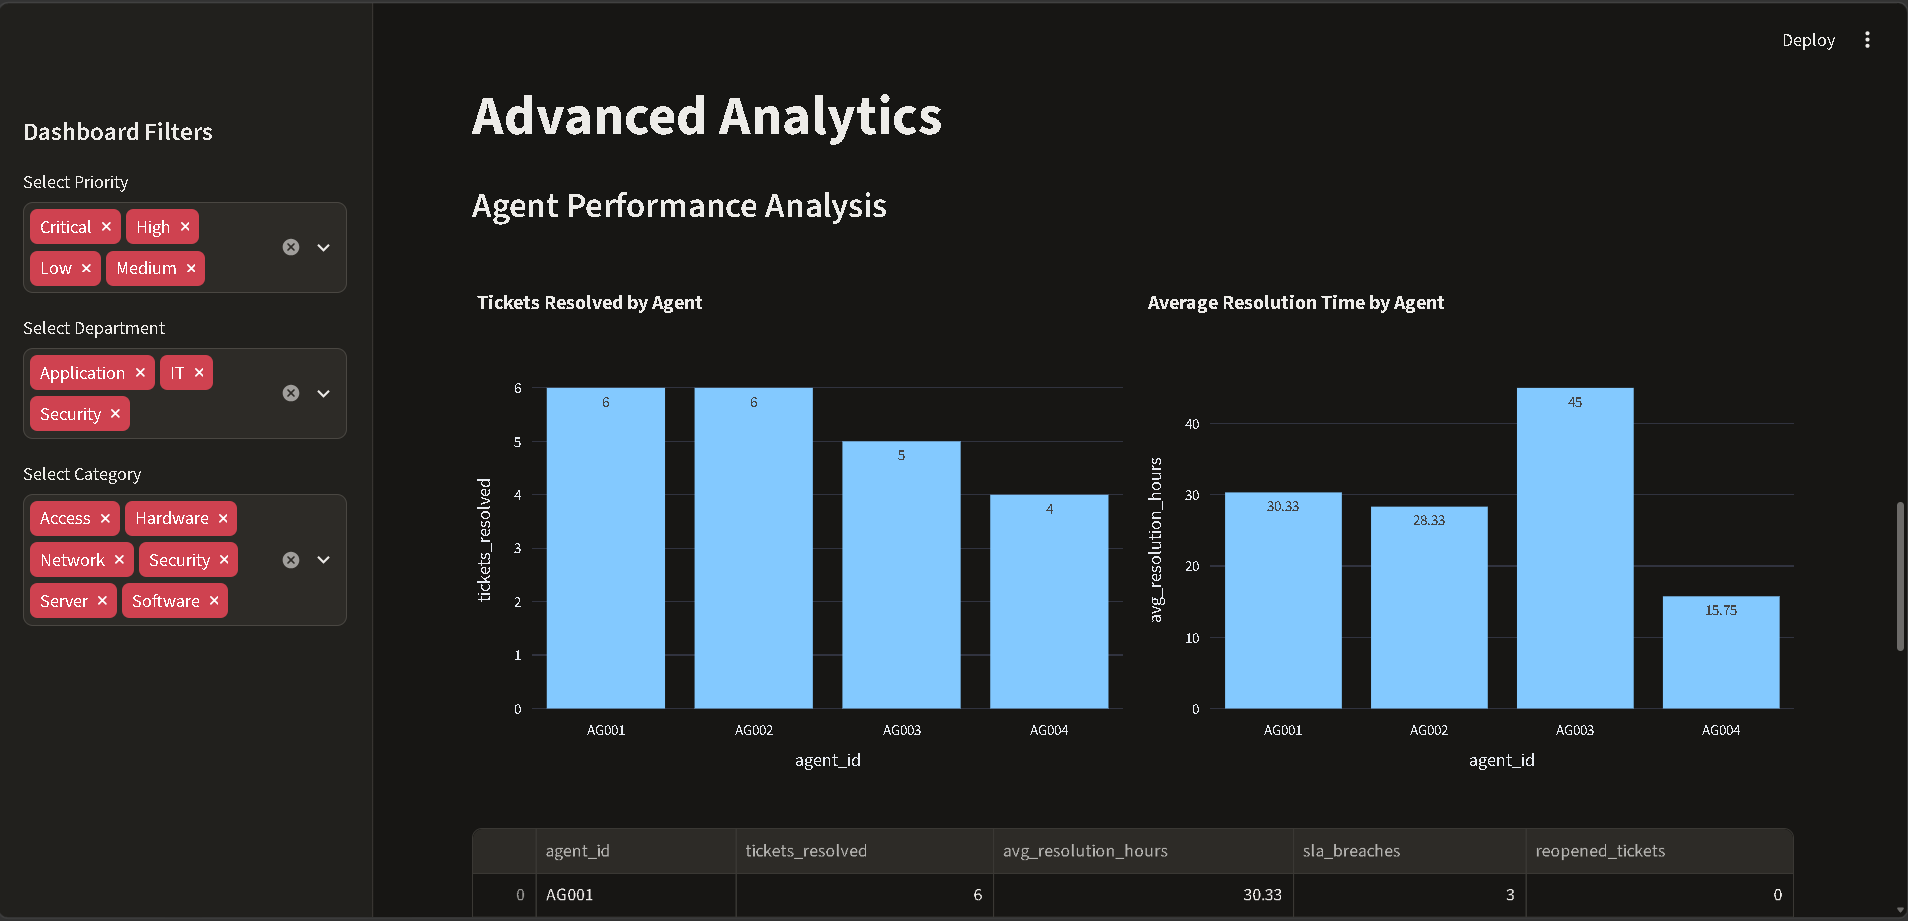 Deploy
Dashboard Filters
Select Priority
Critical × High ×
Low × Medium ×
Select Department
Application × IT ×
Security ×
Select Category
Access × Hardware ×
Network × Security ×
Server × Software ×
Advanced Analytics
Agent Performance Analysis
Tickets Resolved by Agent
tickets_resolved
6
5
4
3
2
1
0
6 6 5 4
AG001 AG002 AG003 AG004
agent_id
Average Resolution Time by Agent
avg_resolution_hours
40
30
20
10
0
30.33 28.33 45 15.75
AG001 AG002 AG003 AG004
agent_id
agent_id tickets_resolved avg_resolution_hours sla_breaches reopened_tickets
0 AG001 6 30.33 3 0